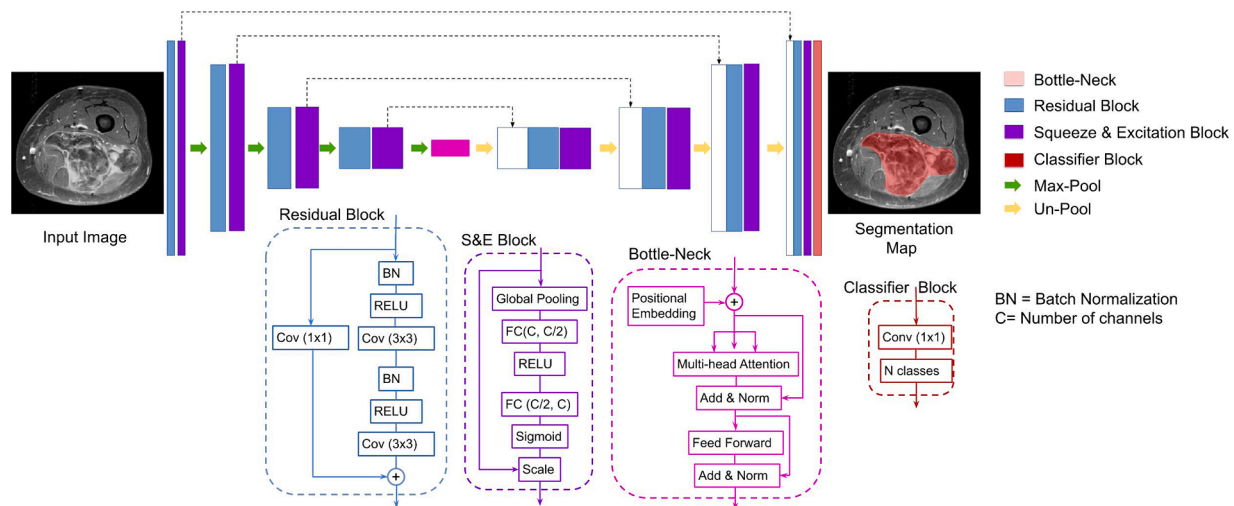 Input Image
Segmentation
Map
Bottle-Neck
Residual Block
Squeeze & Excitation Block
Classifier Block
Max-Pool
Un-Pool
Residual Block
BN
RELU
Cov (1x1)
Cov (3x3)
BN
RELU
Cov (3x3)
+
S&E Block
Global Pooling
FC(C, C/2)
RELU
FC (C/2, C)
Sigmoid
Scale
Bottle-Neck
Positional
Embedding
+
Multi-head Attention
Add & Norm
Feed Forward
Add & Norm
Classifier Block
Conv (1x1)
N classes
BN = Batch Normalization
C= Number of channels